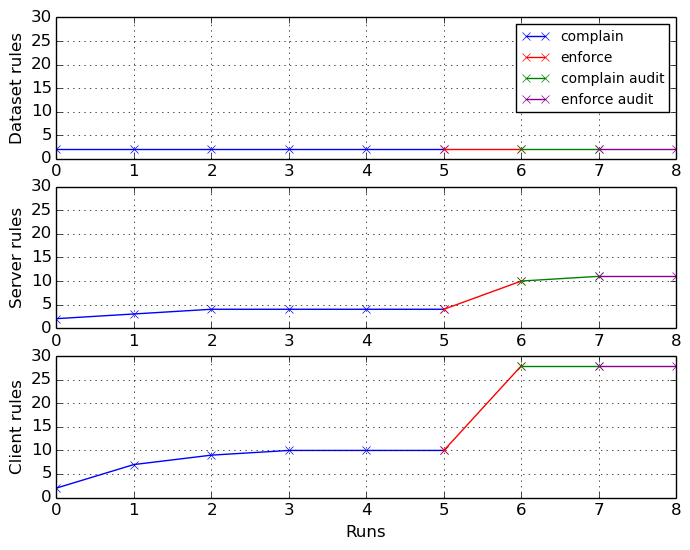 Dataset rules
30
25
20
15
10
5
0
0 1 2 3 4 5 6 7 8
complain
enforce
complain audit
enforce audit
Server rules
30
25
20
15
10
5
0
0 1 2 3 4 5 6 7 8
Client rules
30
25
20
15
10
5
0
0 1 2 3 4 5 6 7 8
Runs